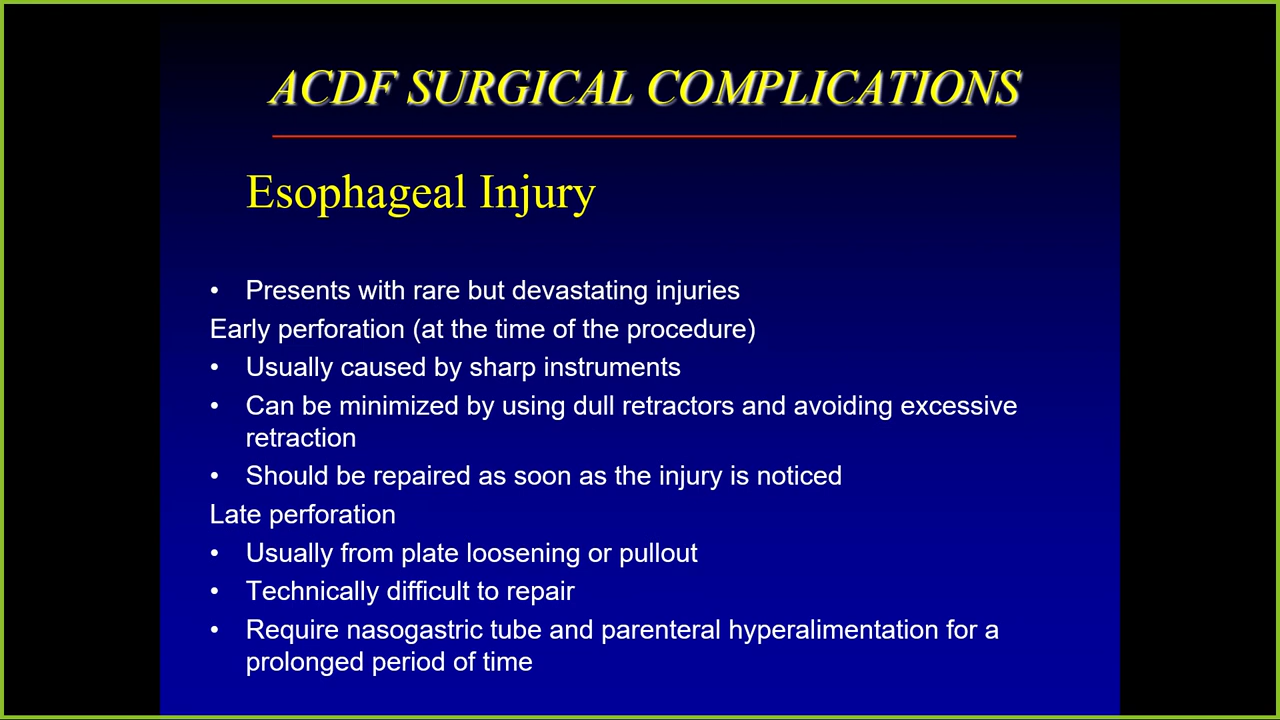 ACDF SURGICAL COMPLICATIONS
Esophageal Injury
• Presents with rare but devastating injuries
Early perforation (at the time of the procedure)
• Usually caused by sharp instruments
• Can be minimized by using dull retractors and avoiding excessive
retraction
• Should be repaired as soon as the injury is noticed
Late perforation
• Usually from plate loosening or pullout
• Technically difficult to repair
• Require nasogastric tube and parenteral hyperalimentation for a
prolonged period of time